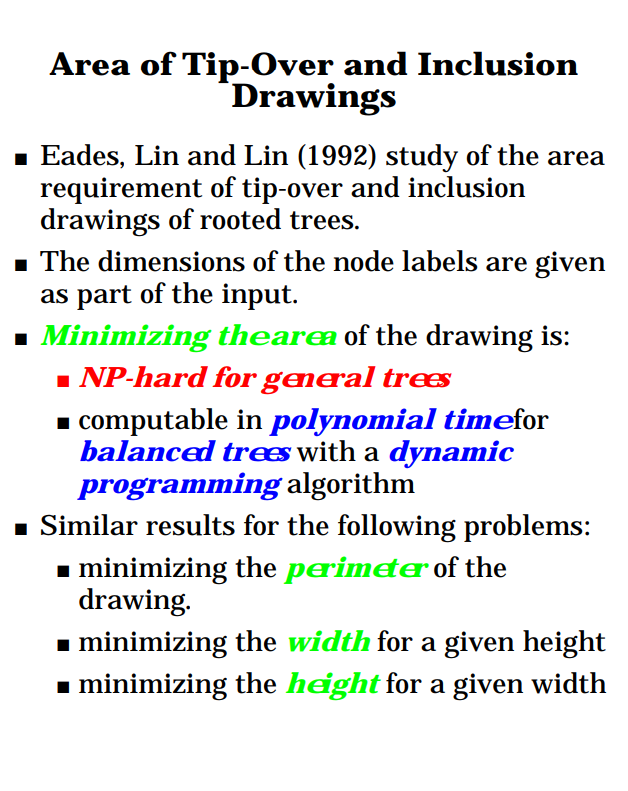 Area of Tip-Over and Inclusion
Drawings
■ Eades, Lin and Lin (1992) study of the area
requirement of tip-over and inclusion
drawings of rooted trees.
■ The dimensions of the node labels are given
as part of the input.
■ Minimizing the area of the drawing is:
■ NP-hard for general trees
■ computable in polynomial time for
balanced trees with a dynamic
programming algorithm
■ Similar results for the following problems:
■ minimizing the perimeter of the
drawing.
■ minimizing the width for a given height
■ minimizing the height for a given width